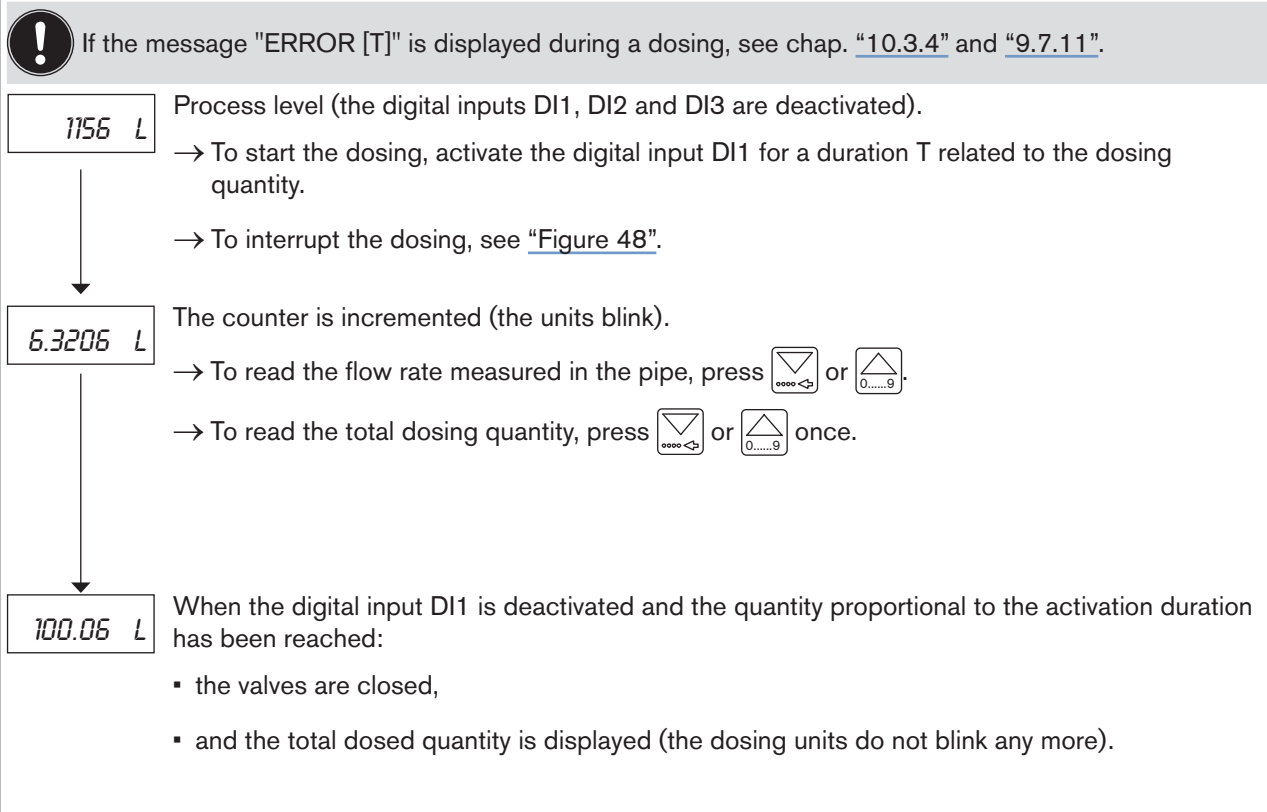 If the message "ERROR [T]" is displayed during a dosing, see chap. “10.3.4” and “9.7.11”.
1156 L
Process level (the digital inputs DI1, DI2 and DI3 are deactivated).
→ To start the dosing, activate the digital input DI1 for a duration T related to the dosing
quantity.
→ To interrupt the dosing, see “Figure 48”.
6.3206 L
The counter is incremented (the units blink).
→ To read the flow rate measured in the pipe, press or 0......9.
→ To read the total dosing quantity, press or 0......9 once.
100.06 L
When the digital input DI1 is deactivated and the quantity proportional to the activation duration
has been reached:
▪ the valves are closed,
▪ and the total dosed quantity is displayed (the dosing units do not blink any more).